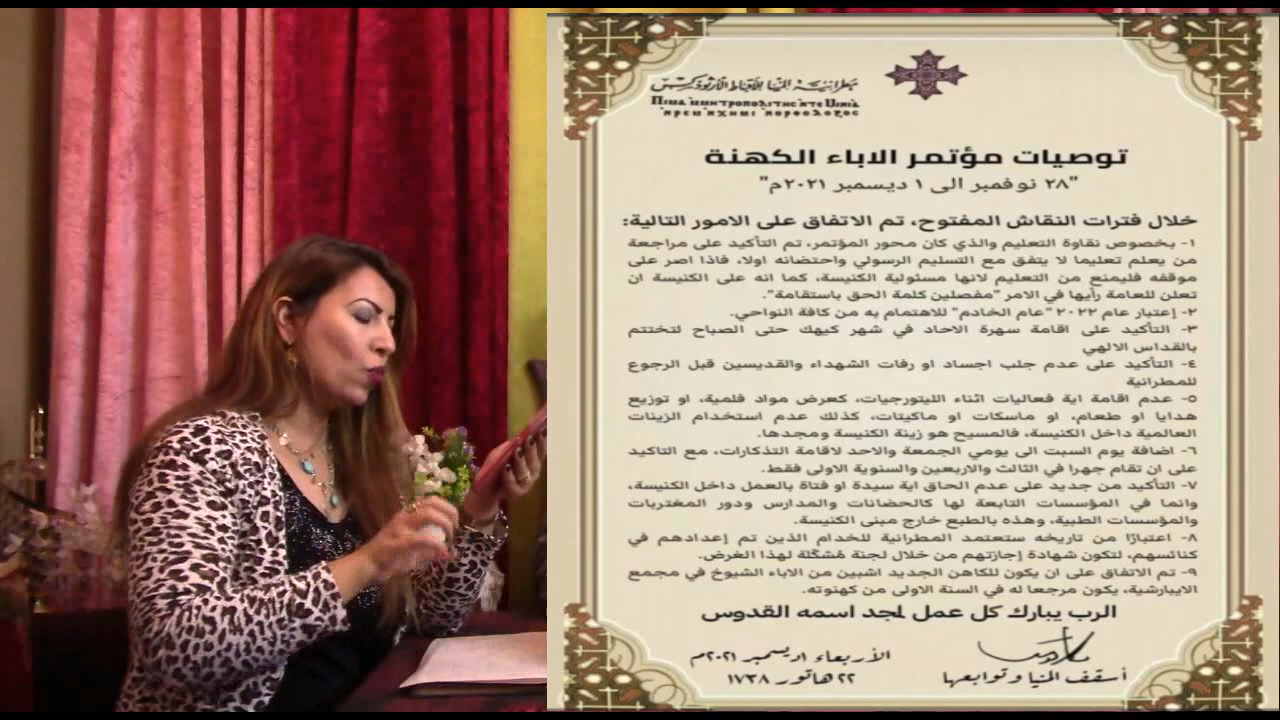 مطرانية المنيا للأقباط الأرثوذكس
توصيات مؤتمر الاباء الكهنة
"٢٨ نوفمبر الى ١ ديسمبر ٢٠٢١م"
خلال فترات النقاش المفتوح، تم الاتفاق على الامور التالية:
١- بخصوص نقاوة التعليم والذي كان محور المؤتمر، تم التأكيد على مراجعة
من يعلم تعليما لا يتفق مع التسليم الرسولي واحتضانه اولا، فاذا اصر على
موقفه فليمنع من التعليم لانها مسئولية الكنيسة، كما انه على الكنيسة ان
تعلن للعامة رأيها في الامر "مفصلين كلمة الحق باستقامة".
٢- إعتبار عام ٢٠٢٢ "عام الخادم" للاهتمام به من كافة النواحي.
٣- التأكيد على اقامة سهرة الاحاد في شهر كيهك حتى الصباح لتختتم
بالقداس الالهي
٤- التأكيد على عدم جلب اجساد او رفات الشهداء والقديسين قبل الرجوع
للمطرانية
٥- عدم اقامة اية فعاليات اثناء الليتورجيات، كعرض مواد فلمية، او توزيع
هدايا او طعام، او ماسكات او ماكيتات، كذلك عدم استخدام الزينات
العالمية داخل الكنيسة، فالمسيح هو زينة الكنيسة ومجدها.
٦- اضافة يوم السبت الى يومي الجمعة والاحد لاقامة التذكارات، مع التاكيد
على ان تقام جهرا في الثالث والاربعين والسنوية الاولى فقط.
٧- التأكيد من جديد على عدم الحاق اية سيدة او فتاة بالعمل داخل الكنيسة،
وانما في المؤسسات التابعة لها كالحضانات والمدارس ودور المغتربات
والمؤسسات الطبية، وهذه بالطبع خارج مبنى الكنيسة.
٨- اعتبارًا من تاريخه ستعتمد المطرانية للخدام الذين تم إعدادهم في
كنائسهم، لتكون شهادة إجازتهم من خلال لجنة مُشكّلة لهذا الغرض.
٩- تم الاتفاق على ان يكون للكاهن الجديد اشبين من الاباء الشيوخ في مجمع
الايبارشية، يكون مرجعا له في السنة الاولى من كهنوته.
الرب يبارك كل عمل لمجد اسمه القدوس
الأربعاء ١ ديسمبر ٢٠٢١م
أسقف المنيا وتوابعها
٢٢ هاتور ١٧٣٨